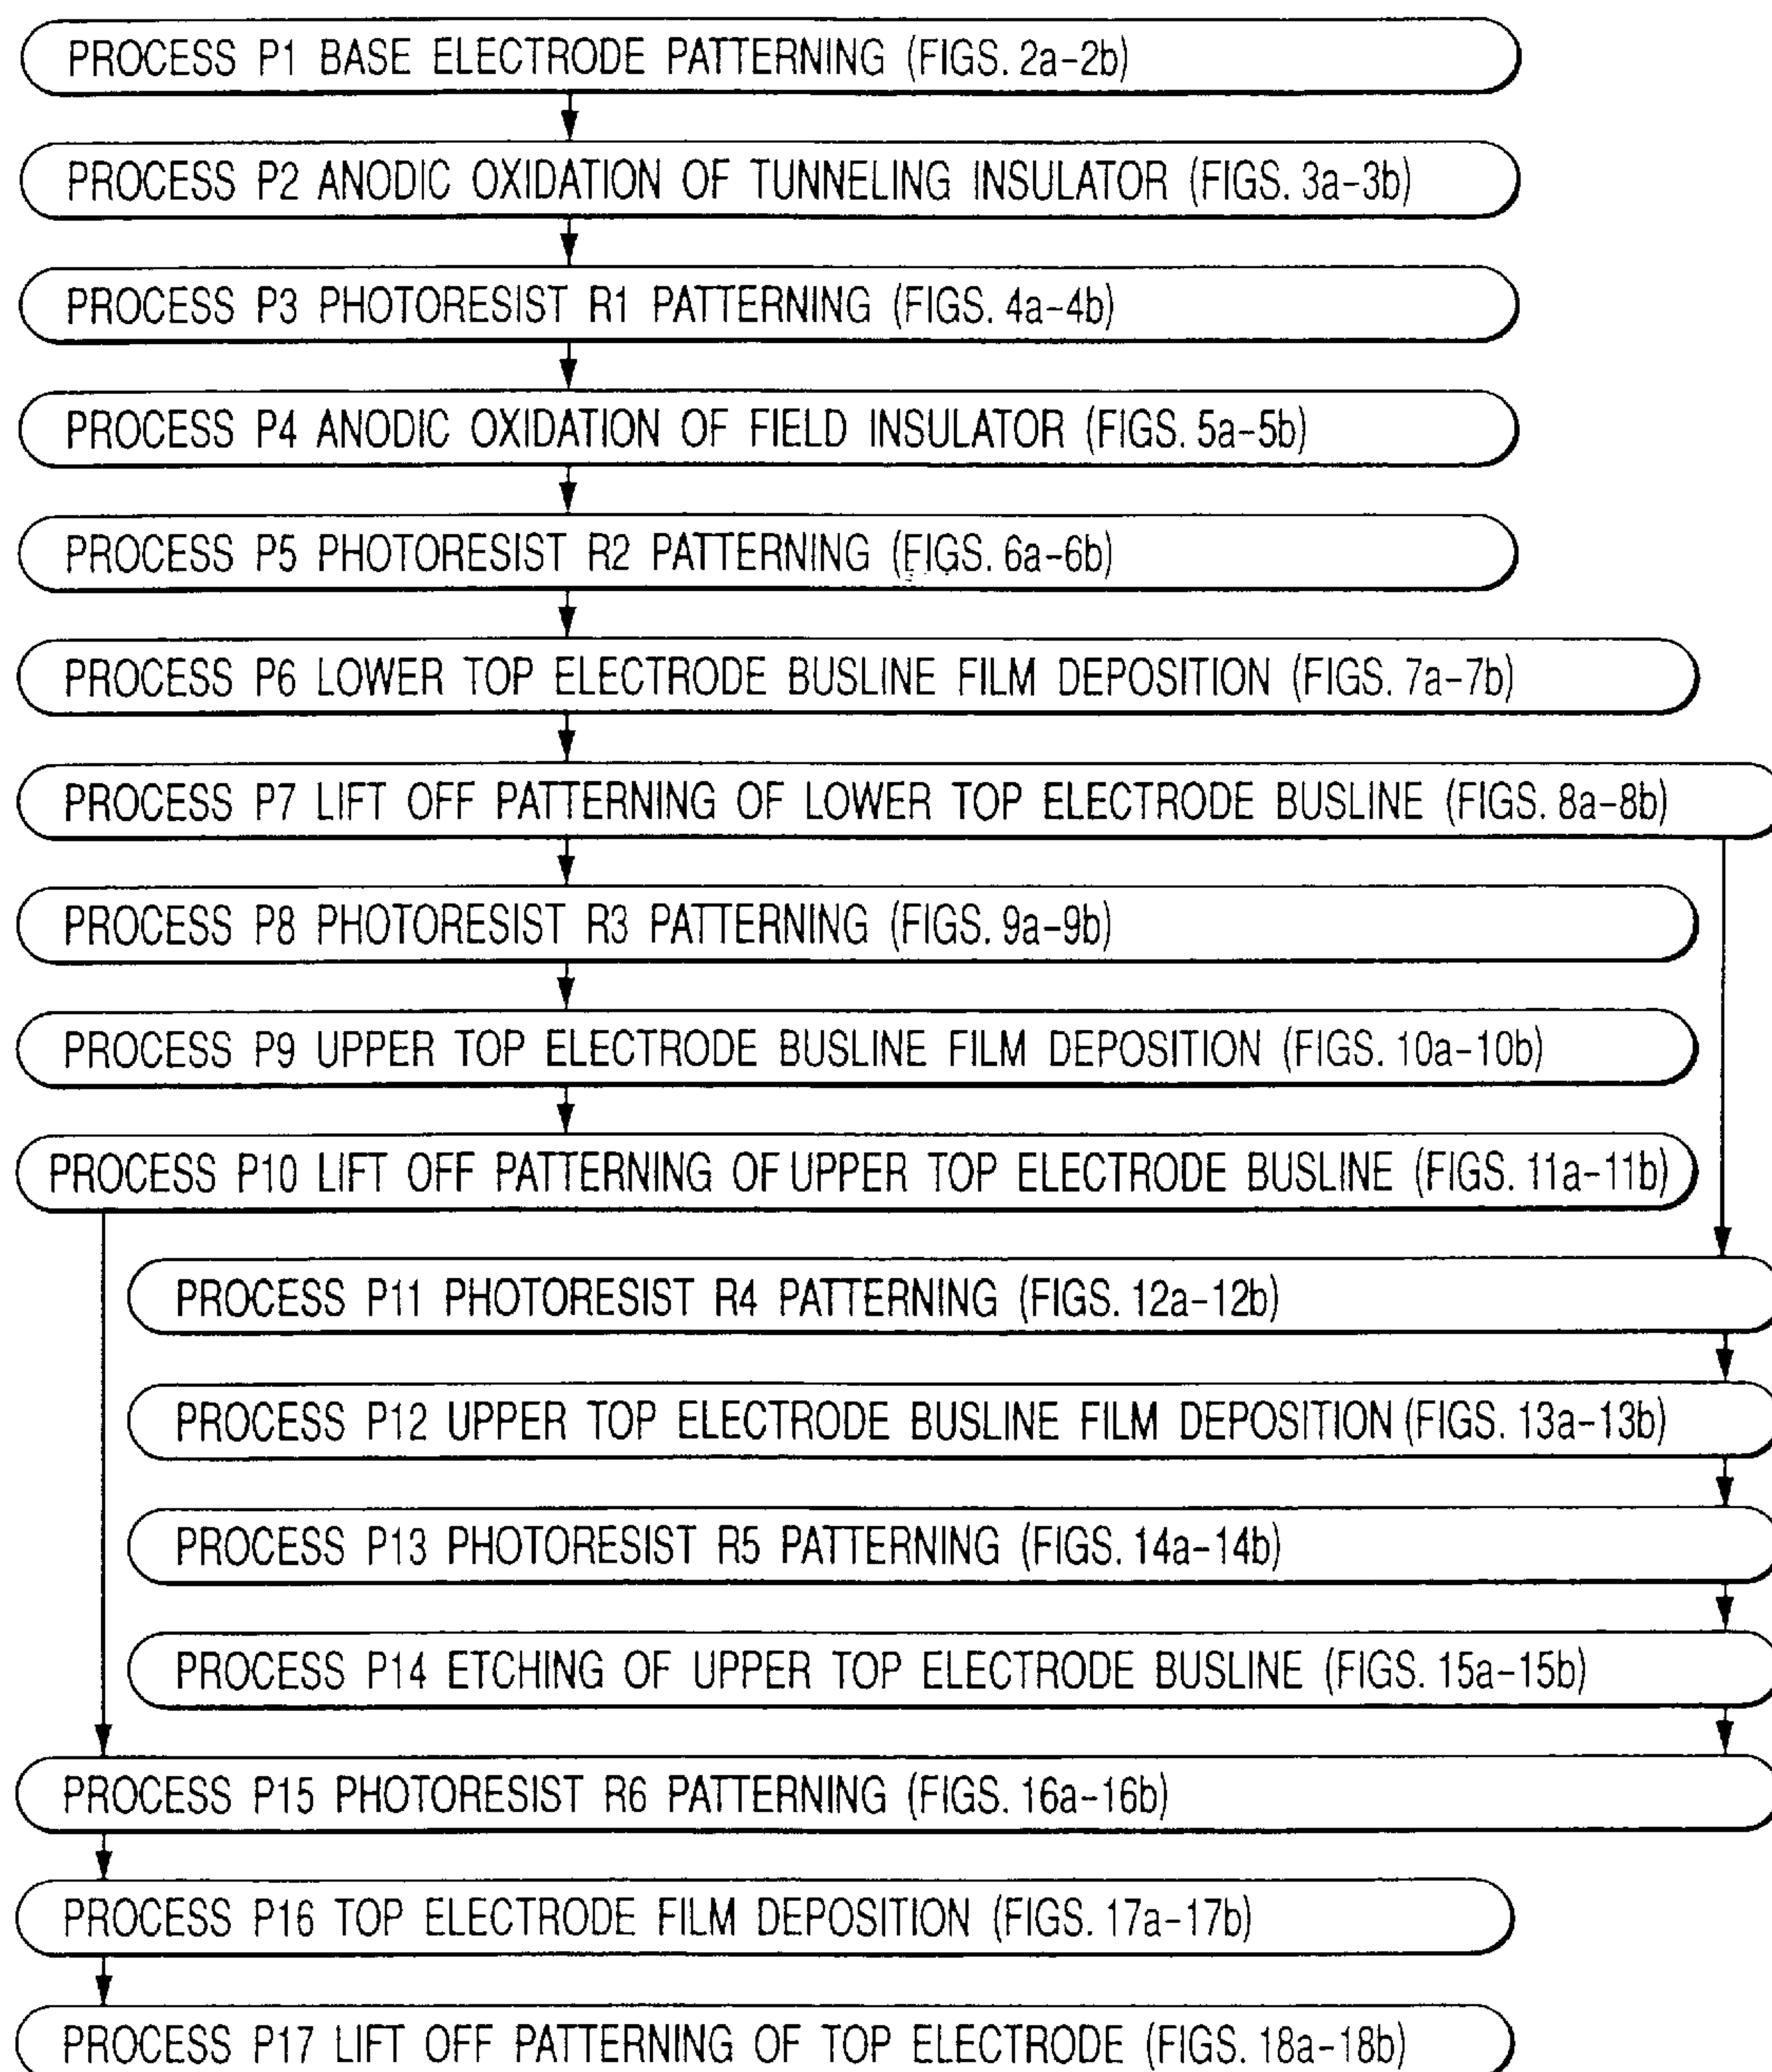 PROCESS P1 BASE ELECTRODE PATTERNING (FIGS. 2a-2b)
PROCESS P2 ANODIC OXIDATION OF TUNNELING INSULATOR (FIGS. 3a-3b)
PROCESS P3 PHOTORESIST R1 PATTERNING (FIGS. 4a-4b)
PROCESS P4 ANODIC OXIDATION OF FIELD INSULATOR (FIGS. 5a-5b)
PROCESS P5 PHOTORESIST R2 PATTERNING (FIGS. 6a-6b)
PROCESS P6 LOWER TOP ELECTRODE BUSLINE FILM DEPOSITION (FIGS. 7a-7b)
PROCESS P7 LIFT OFF PATTERNING OF LOWER TOP ELECTRODE BUSLINE (FIGS. 8a-8b)
PROCESS P8 PHOTORESIST R3 PATTERNING (FIGS. 9a-9b)
PROCESS P9 UPPER TOP ELECTRODE BUSLINE FILM DEPOSITION (FIGS. 10a-10b)
PROCESS P10 LIFT OFF PATTERNING OF UPPER TOP ELECTRODE BUSLINE (FIGS. 11a-11b)
PROCESS P11 PHOTORESIST R4 PATTERNING (FIGS. 12a-12b)
PROCESS P12 UPPER TOP ELECTRODE BUSLINE FILM DEPOSITION (FIGS. 13a-13b)
PROCESS P13 PHOTORESIST R5 PATTERNING (FIGS. 14a-14b)
PROCESS P14 ETCHING OF UPPER TOP ELECTRODE BUSLINE (FIGS. 15a-15b)
PROCESS P15 PHOTORESIST R6 PATTERNING (FIGS. 16a-16b)
PROCESS P16 TOP ELECTRODE FILM DEPOSITION (FIGS. 17a-17b)
PROCESS P17 LIFT OFF PATTERNING OF TOP ELECTRODE (FIGS. 18a-18b)